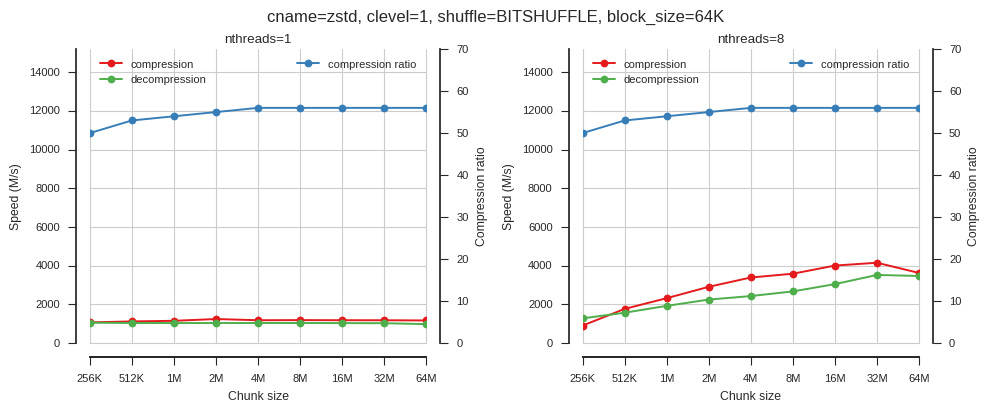 cname=zstd, clevel=1, shuffle=BITSHUFFLE, block_size=64K
nthreads=1
compression
decompression
compression ratio
Speed (M/s)
14000
12000
10000
8000
6000
4000
2000
0
70
60
50
40
30
20
10
0
Compression ratio
256K 512K 1M 2M 4M 8M 16M 32M 64M
Chunk size
nthreads=8
compression
decompression
compression ratio
Speed (M/s)
14000
12000
10000
8000
6000
4000
2000
0
70
60
50
40
30
20
10
0
Compression ratio
256K 512K 1M 2M 4M 8M 16M 32M 64M
Chunk size